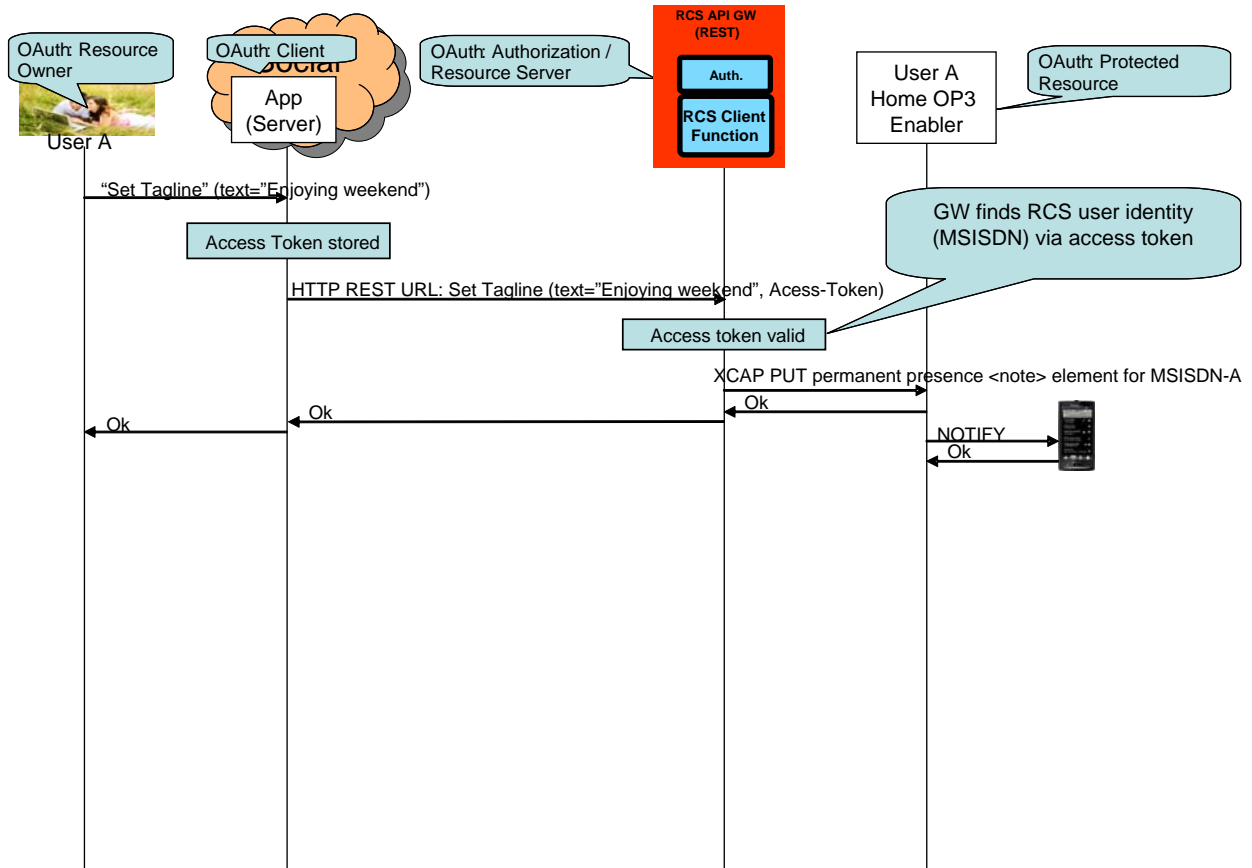 RCS API GW
(REST)
OAuth: Resource
Owner
OAuth: Client
Social
App
(Server)
OAuth: Authorization /
Resource Server
Auth.
RCS Client
Function
User A
Home OP3
Enabler
OAuth: Protected
Resource
User A
“Set Tagline” (text=”Enjoying weekend”)
GW finds RCS user identity
(MSISDN) via access token
Access Token stored
HTTP REST URL: Set Tagline (text=”Enjoying weekend”, Acess-Token)
Access token valid
XCAP PUT permanent presence <note> element for MSISDN-A
Ok
Ok
Ok
NOTIFY
Ok